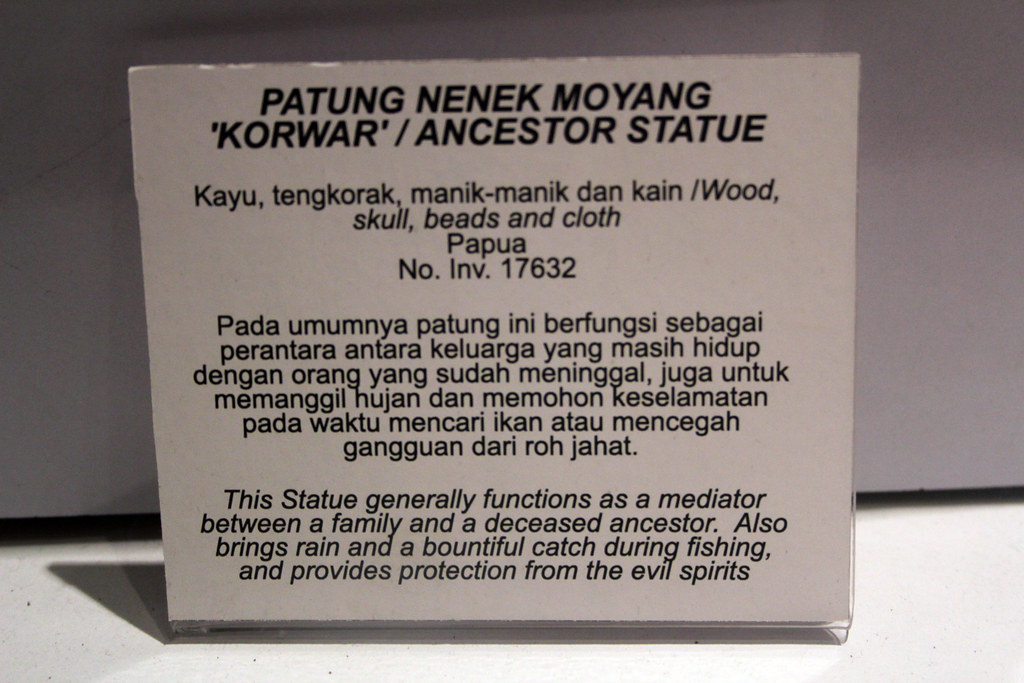 PATUNG NENEK MOYANG
'KORWAR' / ANCESTOR STATUE
Kayu, tengkorak, manik-manik dan kain /Wood,
skull, beads and cloth
Papua
No. Inv. 17632
Pada umumnya patung ini berfungsi sebagai
perantara antara keluarga yang masih hidup
dengan orang yang sudah meninggal, juga untuk
memanggil hujan dan memohon keselamatan
pada waktu mencari ikan atau mencegah
gangguan dari roh jahat.
This Statue generally functions as a mediator
between a family and a deceased ancestor.  Also
brings rain and a bountiful catch during fishing,
and provides protection from the evil spirits